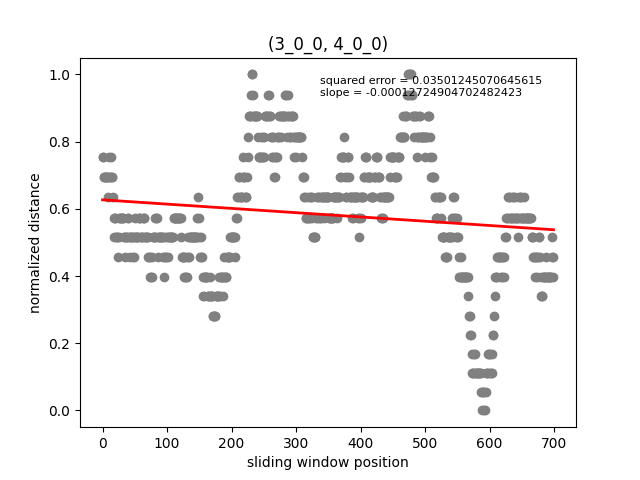 (3_0_0, 4_0_0)
squared error = 0.03501245070645615
slope = -0.00012724904702482423
normalized distance
1.0
0.8
0.6
0.4
0.2
0.0
0 100 200 300 400 500 600 700
sliding window position